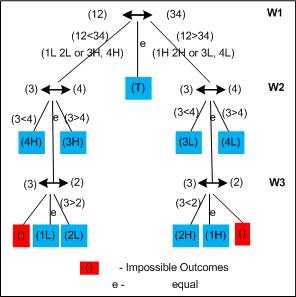 (12) (34) W1
(12<34) e (12>34)
(1L 2L or 3H, 4H) (1H 2H or 3L, 4L)
(T)
(3) (4) (3) (4) W2
(3<4) e (3>4) (3<4) e (3>4)
(4H) (3H) (3L) (4L)
(3) (2) (3) (2) W3
(3>2) (3<2)
e e
() (1L) (2L) (2H) (1H) ()
() - Impossible Outcomes
e - equal